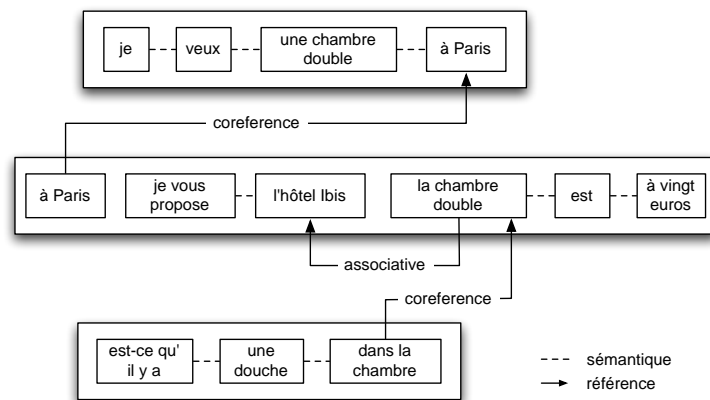 je
veux
une chambre
double
à Paris
coreference
à Paris
je vous
propose
l'hôtel Ibis
la chambre
double
est
à vingt
euros
associative
coreference
est-ce qu'
il y a
une
douche
dans la
chambre
sémantique
référence